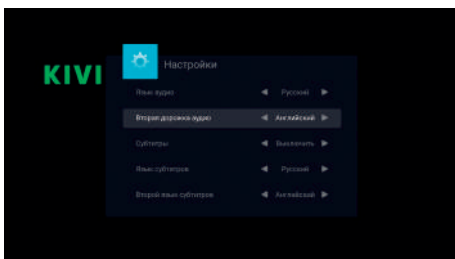 KIVI
Настройки
Язык аудио Русский
Вторая дорожка аудио Английский
Субтитры Выключить
Язык субтитров Русский
Второй язык субтитров Английский